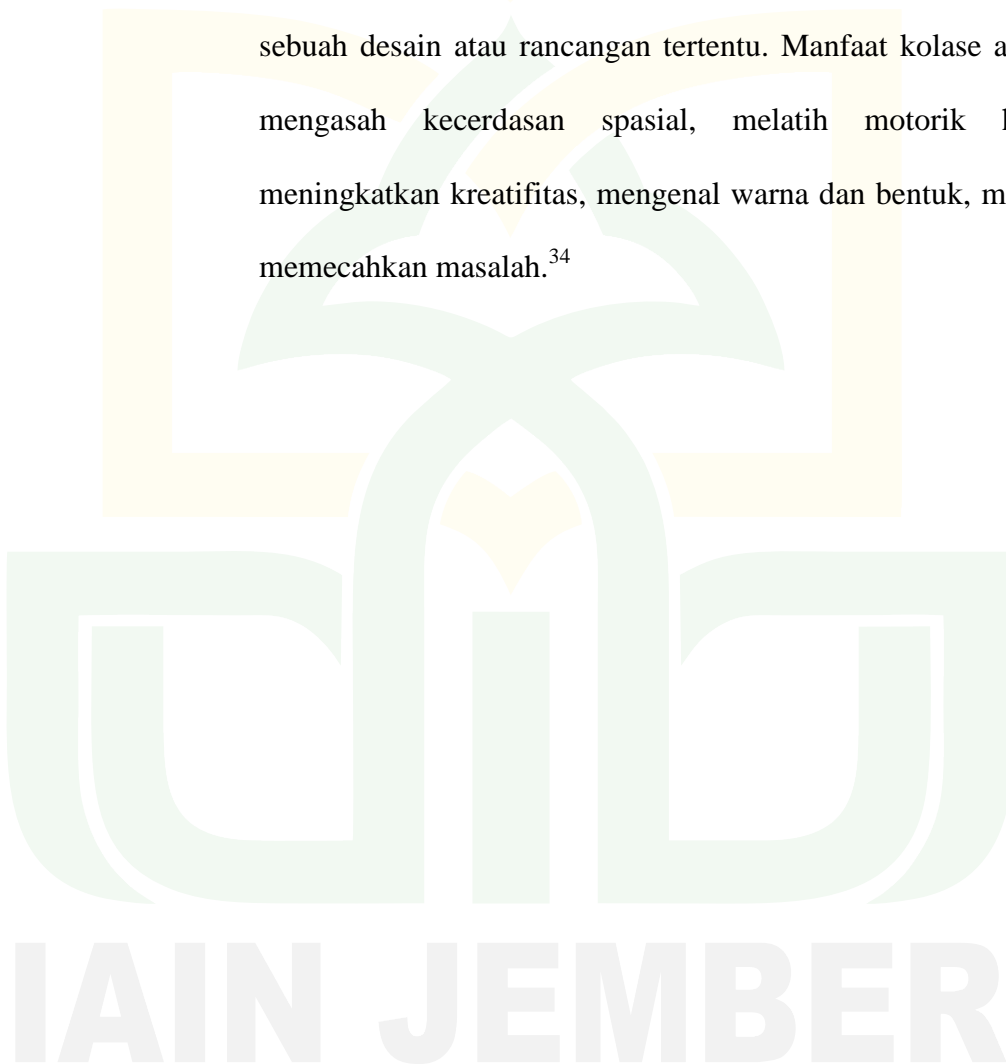 sebuah desain atau rancangan tertentu. Manfaat kolase
mengasah kecerdasan spasial, melatih motorik
meningkatkan kreatifitas, mengenal warna dan bentuk,
memecahkan masalah.34
IAIN JEMBER